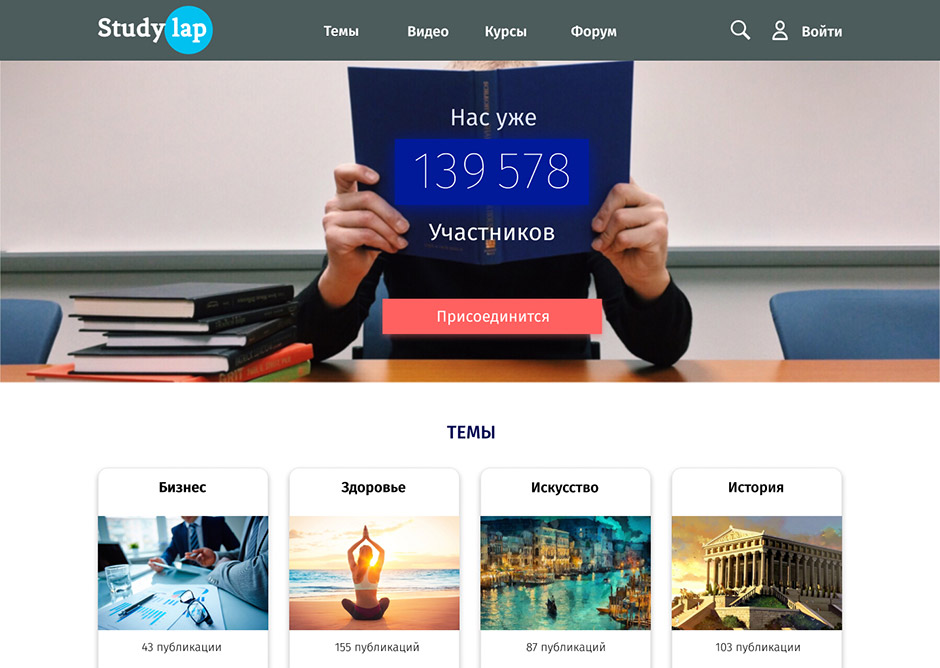 Study lap
Темы Видео Курсы Форум Войти
Нас уже
139 578
Участников
Присоединится
ТЕМЫ
Бизнес Здоровье Искусство История
43 публикации 155 публикаций 87 публикаций 103 публикации